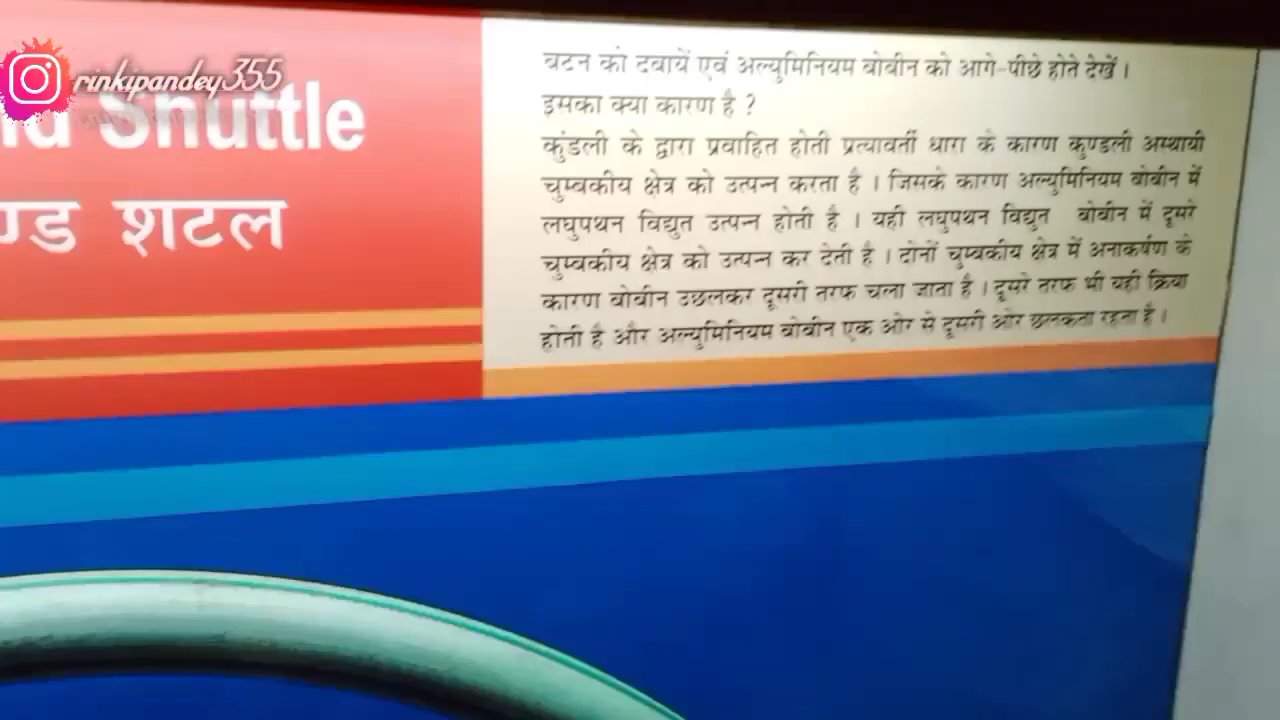 rinkipandey355
Shuttle
ण्ड शटल
बटन को दबायें एवं अल्युमिनियम बोबीन को आगे-पीछे होते देखें ।
इसका क्या कारण है ?
कुंडली के द्वारा प्रवाहित होती प्रत्यावर्ती धारा के कारण कुण्डली अस्थायी
चुम्बकीय क्षेत्र को उत्पन्न करता है । जिसके कारण अल्युमिनियम बोबीन में
लघुपथन विद्युत उत्पन्न होती है । यही लघुपथन विद्युत बोबीन में दूसरे
चुम्बकीय क्षेत्र को उत्पन्न कर देती है । दोनों चुम्बकीय क्षेत्र में अनाकर्षण के
कारण बोबीन उछलकर दूसरी तरफ चला जाता है । दूसरे तरफ भी यही क्रिया
होती है और अल्युमिनियम बोबीन एक ओर से दूसरी ओर छलकता रहता है ।